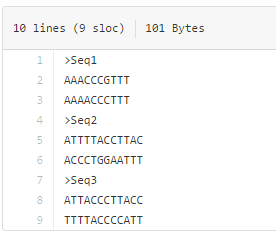 10 lines (9 sloc) | 101 Bytes
1 >Seq1
2 AAACCCGTTT
3 AAAACCCTTT
4 >Seq2
5 ATTTTACCTTAC
6 ACCCTGGAATTT
7 >Seq3
8 ATTACCCTTACC
9 TTTTACCCCATT